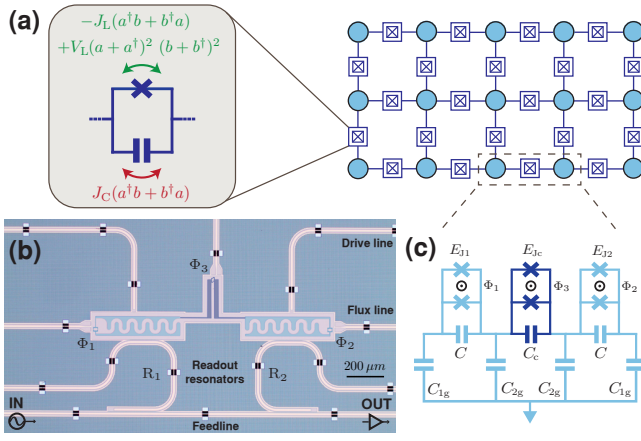 (a)
−J_L(a†b + b†a)
+V_L(a + a†)² (b + b†)²
J_C(a†b + b†a)
(b)
Drive line
Φ₃
Flux line
Φ₁
Φ₂
R₁
Readout
resonators
R₂
200 μm
IN
OUT
Feedline
(c)
E_J1
E_Jc
E_J2
Φ₁
Φ₃
Φ₂
C
C_c
C
C_1g
C_2g
C_2g
C_1g